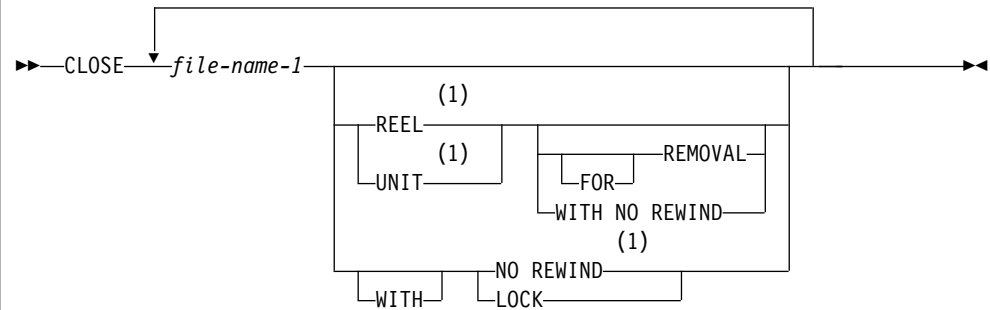 CLOSE file-name-1
(1)
REEL
(1)
UNIT
REMOVAL
FOR
WITH NO REWIND
(1)
NO REWIND
WITH LOCK